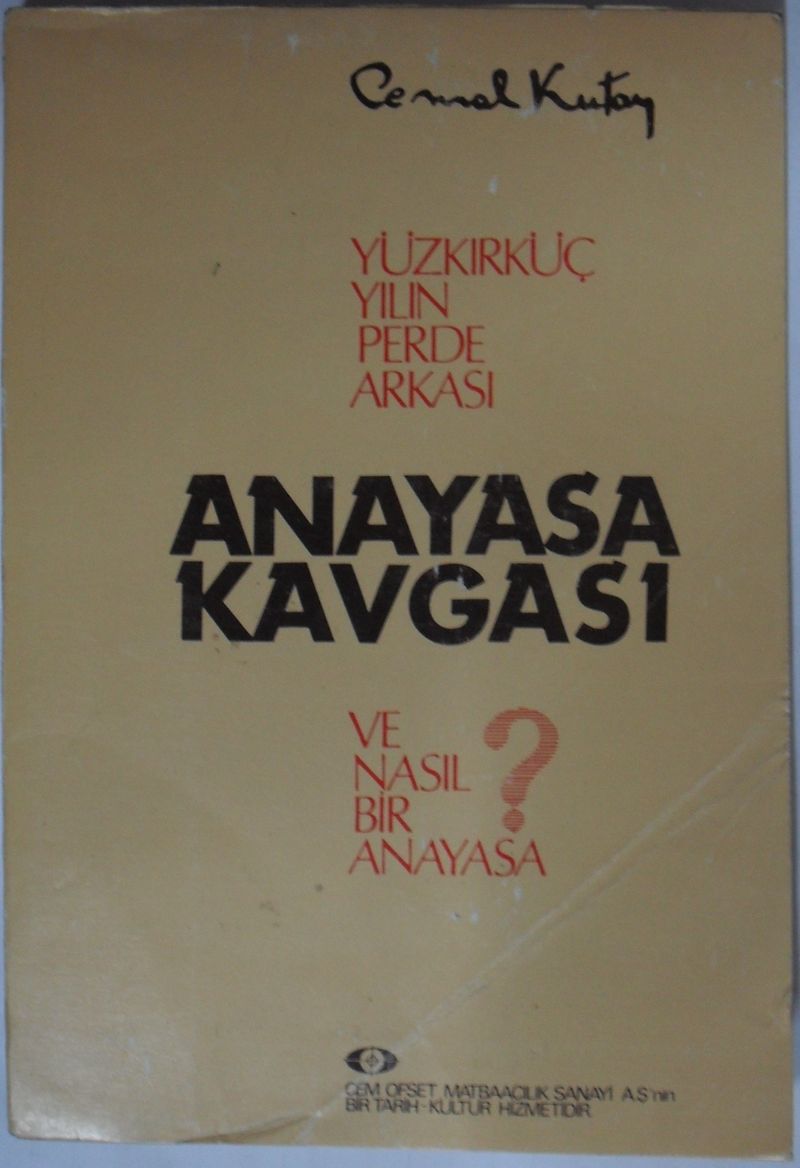 Cemal Kutay
YÜZKIRKÜÇ
YILIN
PERDE
ARKASI
ANAYASA
KAVGASI
VE
NASIL
BİR
ANAYASA
?
CEM OFSET MATBAACILIK SANAYİ A.Ş'nin
BİR TARİH-KÜLTÜR HİZMETİDİR